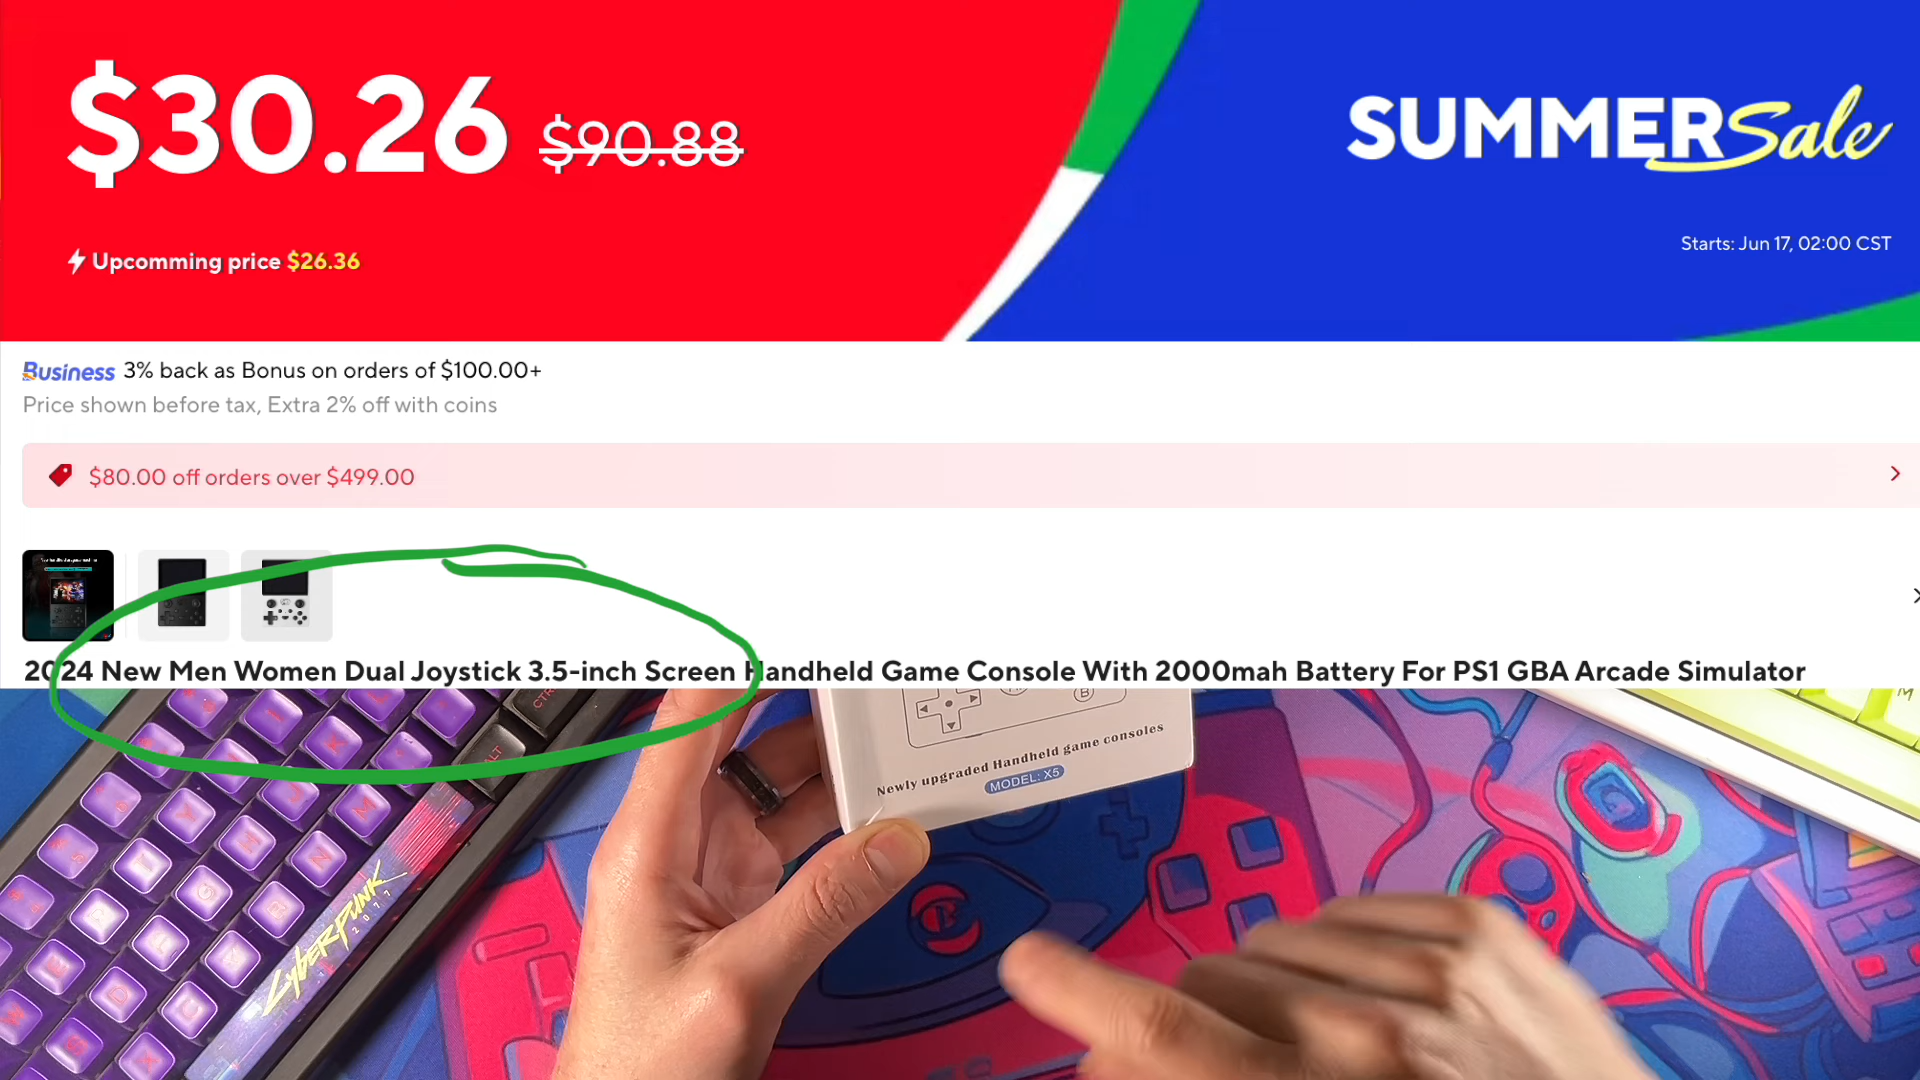 $30.26 $90.88
SUMMER Sale
Upcomming price $26.36
Starts: Jun 17, 02:00 CST
Business 3% back as Bonus on orders of $100.00+
Price shown before tax, Extra 2% off with coins
$80.00 off orders over $499.00
2024 New Men Women Dual Joystick 3.5-inch Screen Handheld Game Console With 2000mah Battery For PS1 GBA Arcade Simulator
CTR
ALT
M
B
Newly upgraded Handheld game consoles
MODEL: X5
CYBERPUNK
2077